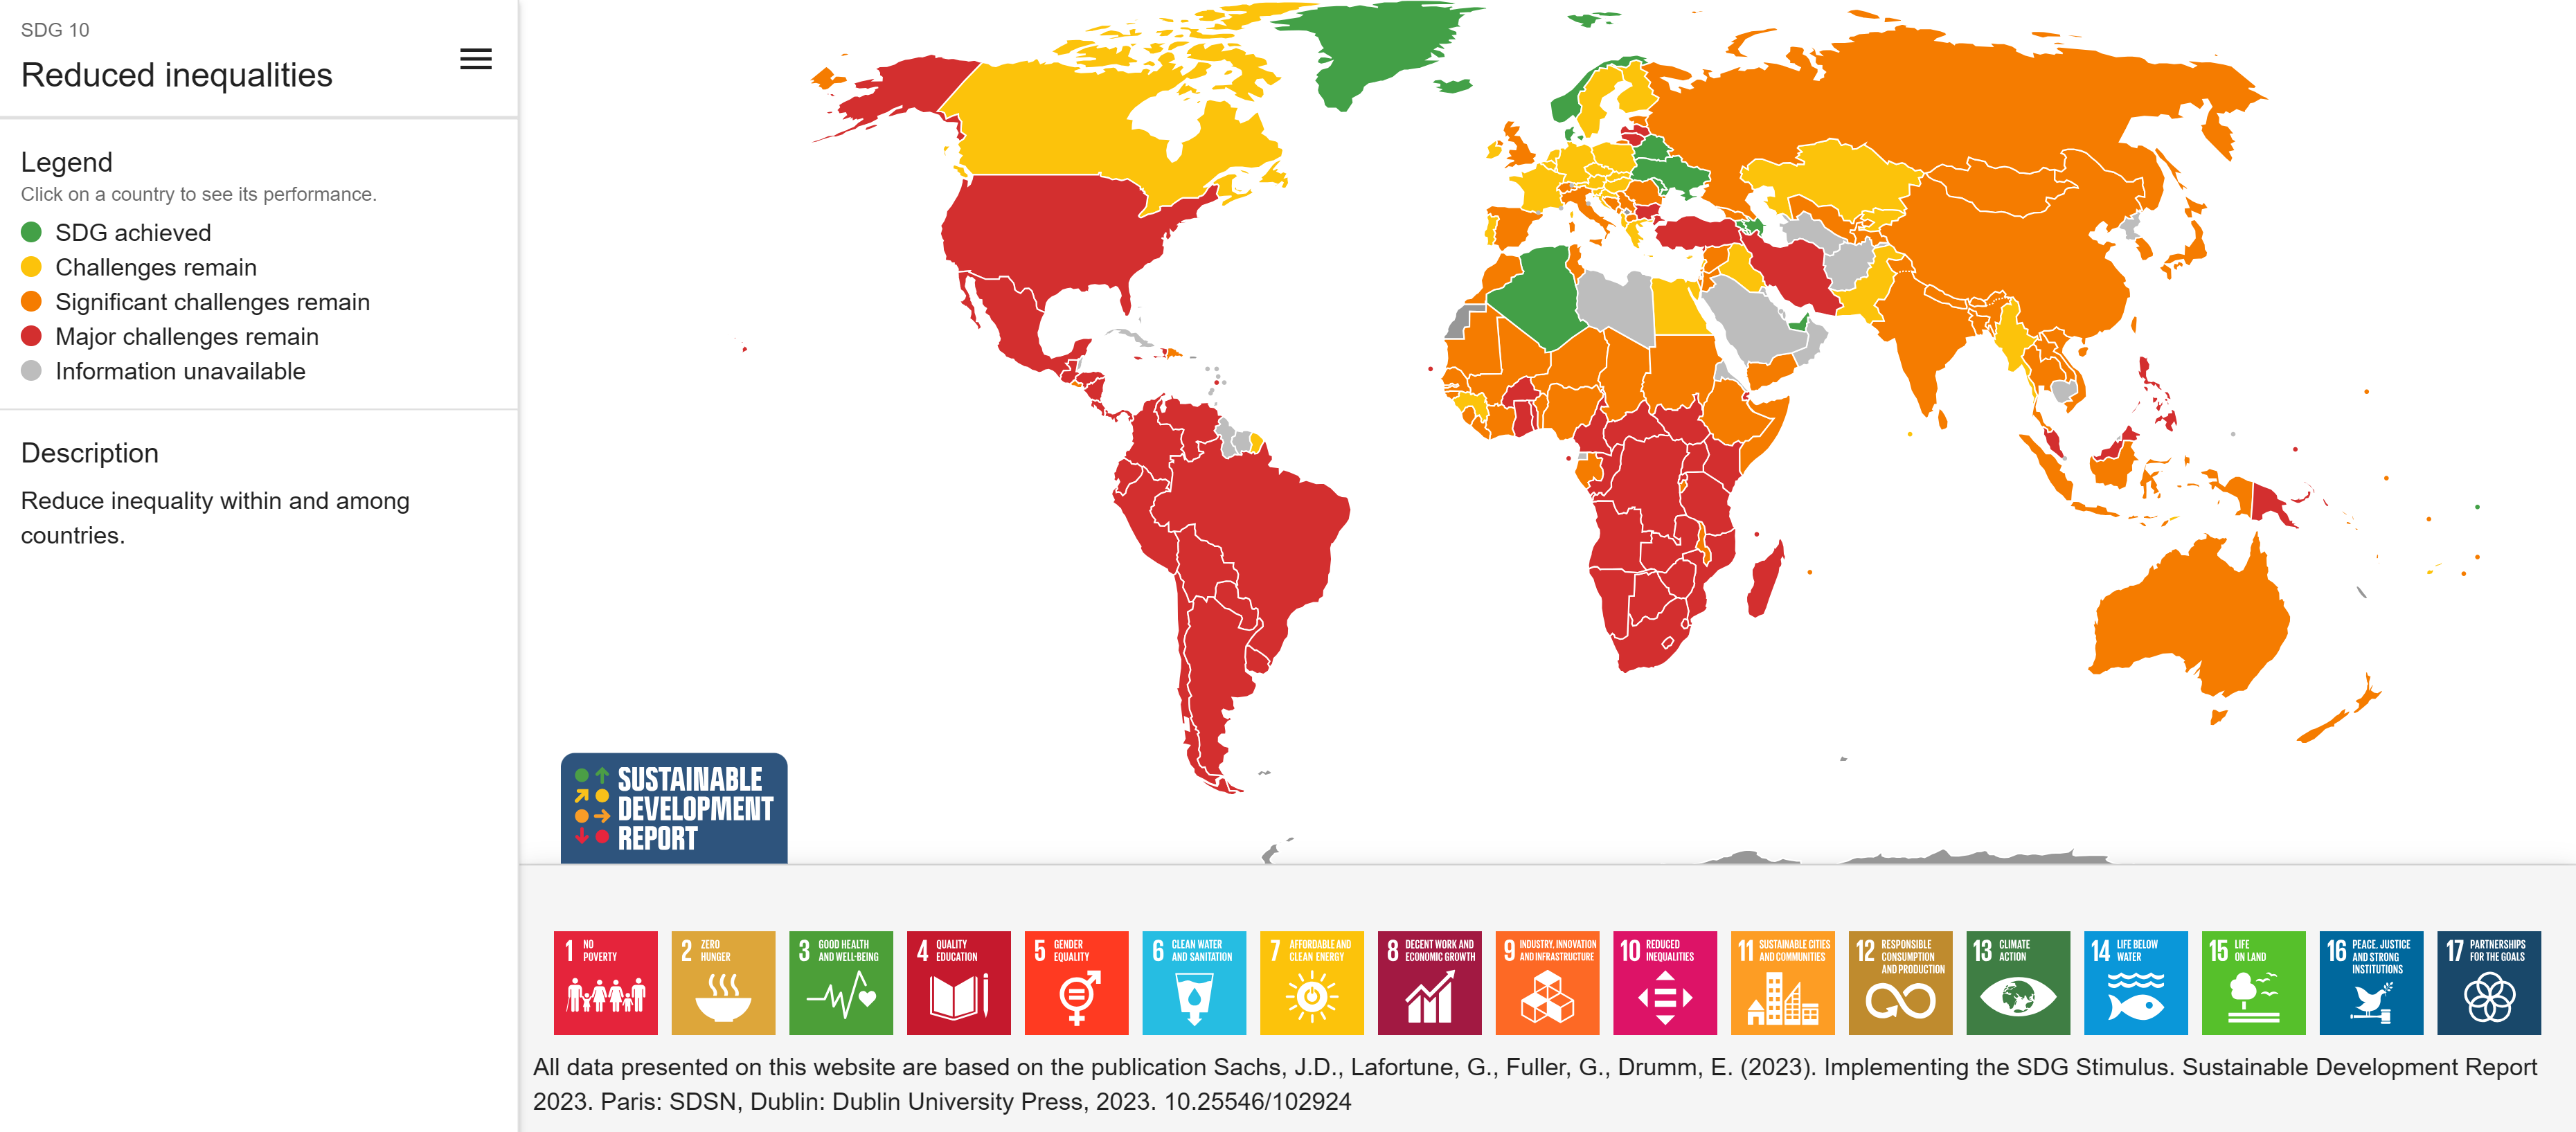 SDG 10
Reduced inequalities
Legend
Click on a country to see its performance.
SDG achieved
Challenges remain
Significant challenges remain
Major challenges remain
Information unavailable
Description
Reduce inequality within and among
countries.
SUSTAINABLE
DEVELOPMENT
REPORT
1 NO
POVERTY
2 ZERO
HUNGER
3 GOOD HEALTH
AND WELL-BEING
4 QUALITY
EDUCATION
5 GENDER
EQUALITY
6 CLEAN WATER
AND SANITATION
7 AFFORDABLE AND
CLEAN ENERGY
8 DECENT WORK AND
ECONOMIC GROWTH
9 INDUSTRY, INNOVATION
AND INFRASTRUCTURE
10 REDUCED
INEQUALITIES
11 SUSTAINABLE CITIES
AND COMMUNITIES
12 RESPONSIBLE
CONSUMPTION
AND PRODUCTION
13 CLIMATE
ACTION
14 LIFE BELOW
WATER
15 LIFE
ON LAND
16 PEACE, JUSTICE
AND STRONG
INSTITUTIONS
17 PARTNERSHIPS
FOR THE GOALS
All data presented on this website are based on the publication Sachs, J.D., Lafortune, G., Fuller, G., Drumm, E. (2023). Implementing the SDG Stimulus. Sustainable Development Report
2023. Paris: SDSN, Dublin: Dublin University Press, 2023. 10.25546/102924